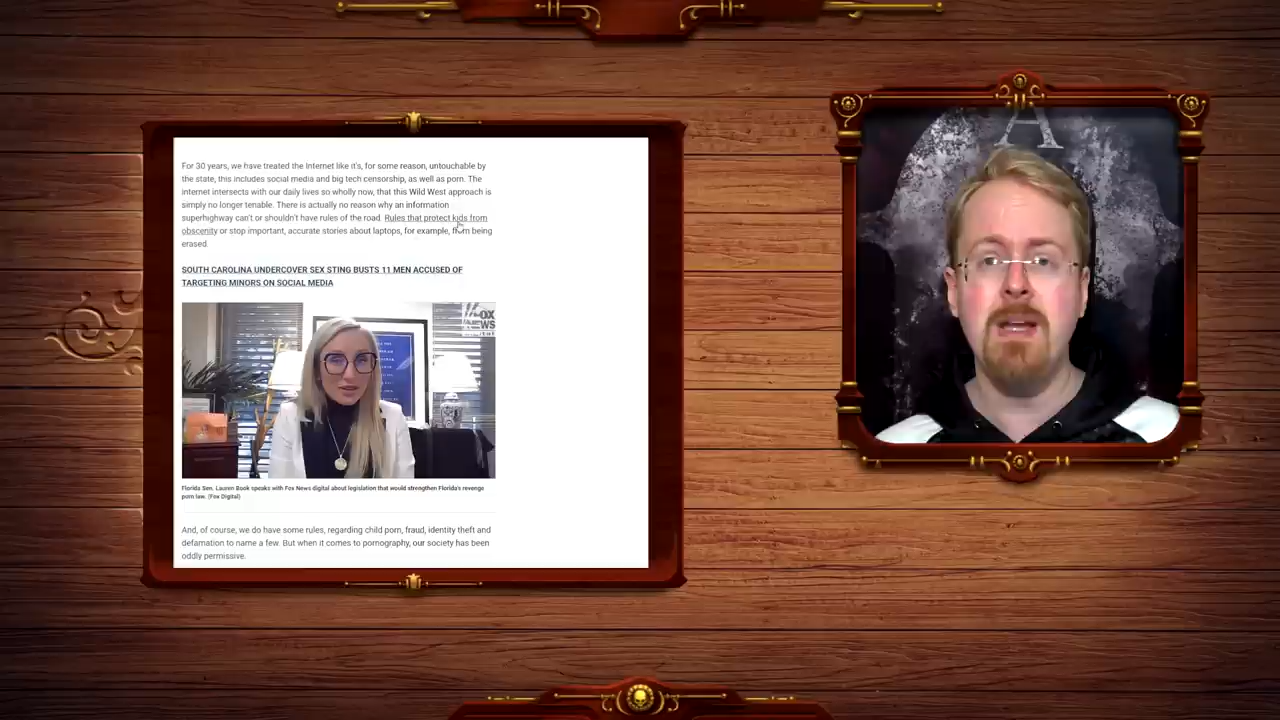 For 30 years, we have treated the Internet like it's, for some reason, untouchable by
the state, this includes social media and big tech censorship, as well as porn. The
internet intersects with our daily lives so wholly now, that this Wild West approach is
simply no longer tenable. There is actually no reason why an information
superhighway can't or shouldn't have rules of the road. Rules that protect kids from
obscenity or stop important, accurate stories about laptops, for example, from being
erased.
SOUTH CAROLINA UNDERCOVER SEX STING BUSTS 11 MEN ACCUSED OF
TARGETING MINORS ON SOCIAL MEDIA
FOX
NEWS
Florida Sen. Lauren Book speaks with Fox News digital about legislation that would strengthen Florida's revenge
porn law. (Fox Digital)
And, of course, we do have some rules, regarding child porn, fraud, identity theft and
defamation to name a few. But when it comes to pornography, our society has been
oddly permissive.
A